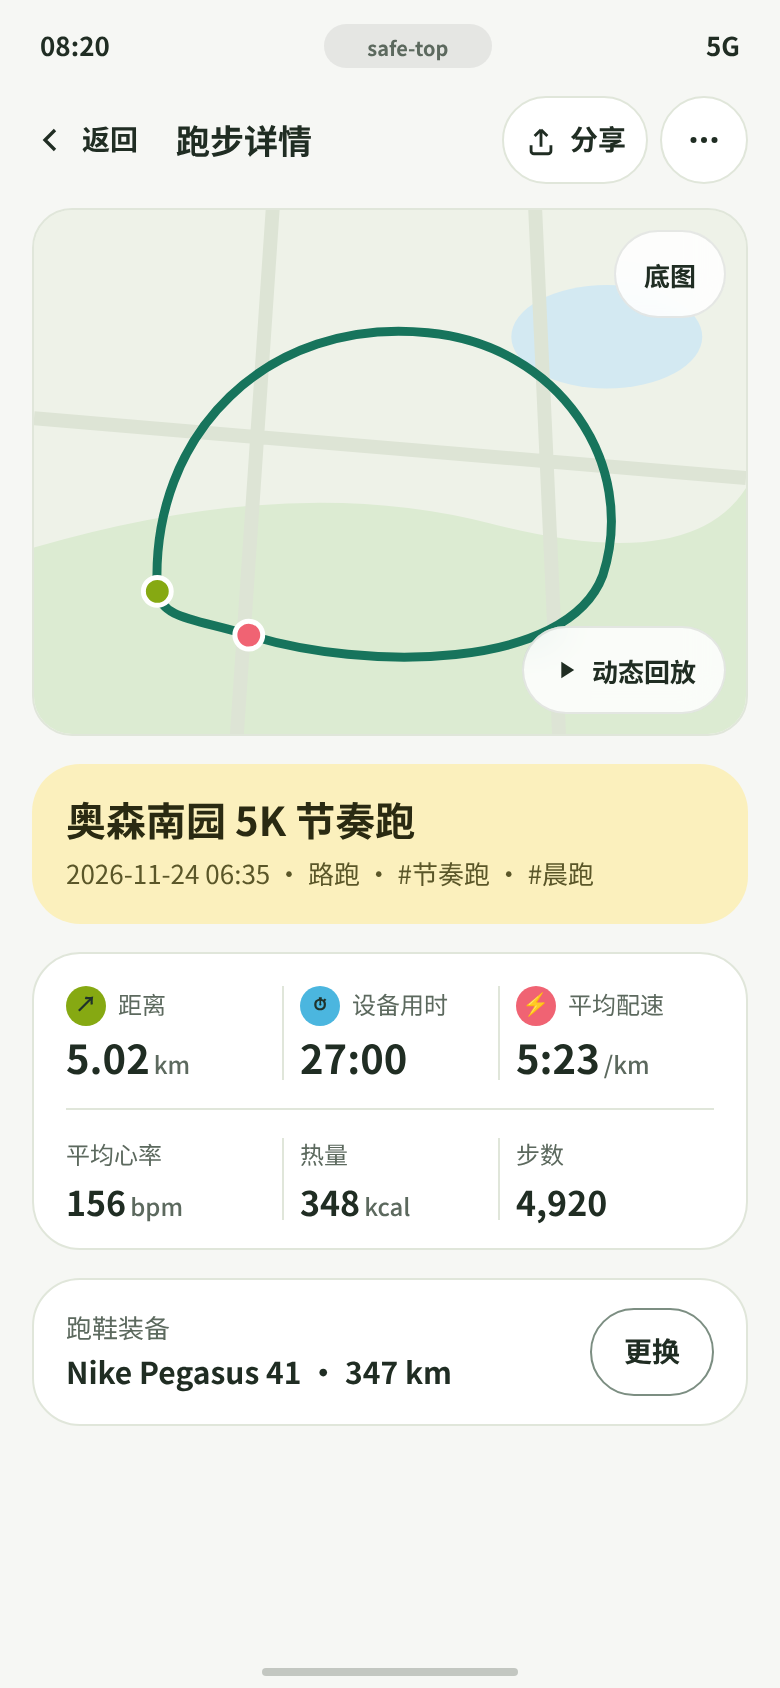 08:20 safe-top 5G
返回 跑步详情 分享
底图
动态回放
奥森南园 5K 节奏跑
2026-11-24 06:35 · 路跑 · #节奏跑 · #晨跑
距离 设备用时 平均配速
5.02 km 27:00 5:23 /km
平均心率 热量 步数
156 bpm 348 kcal 4,920
跑鞋装备
Nike Pegasus 41 · 347 km
更换